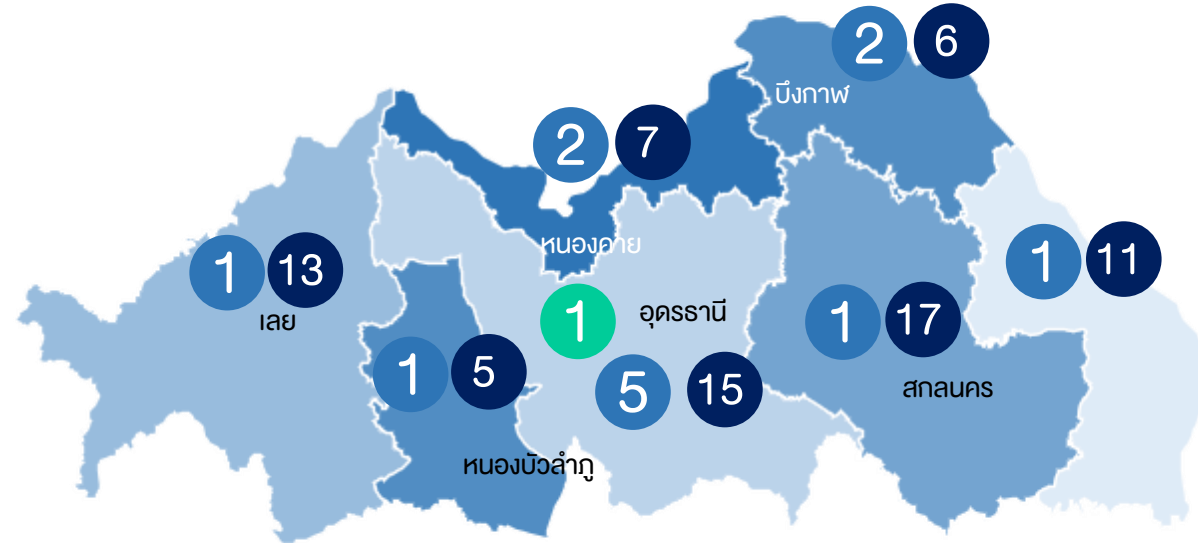 2 6
บึงกาฬ
2 7
หนองคาย
1 11
1 13
เลย
1
อุดรธานี
1 17
สกลนคร
1 5
5 15
หนองบัวลำภู